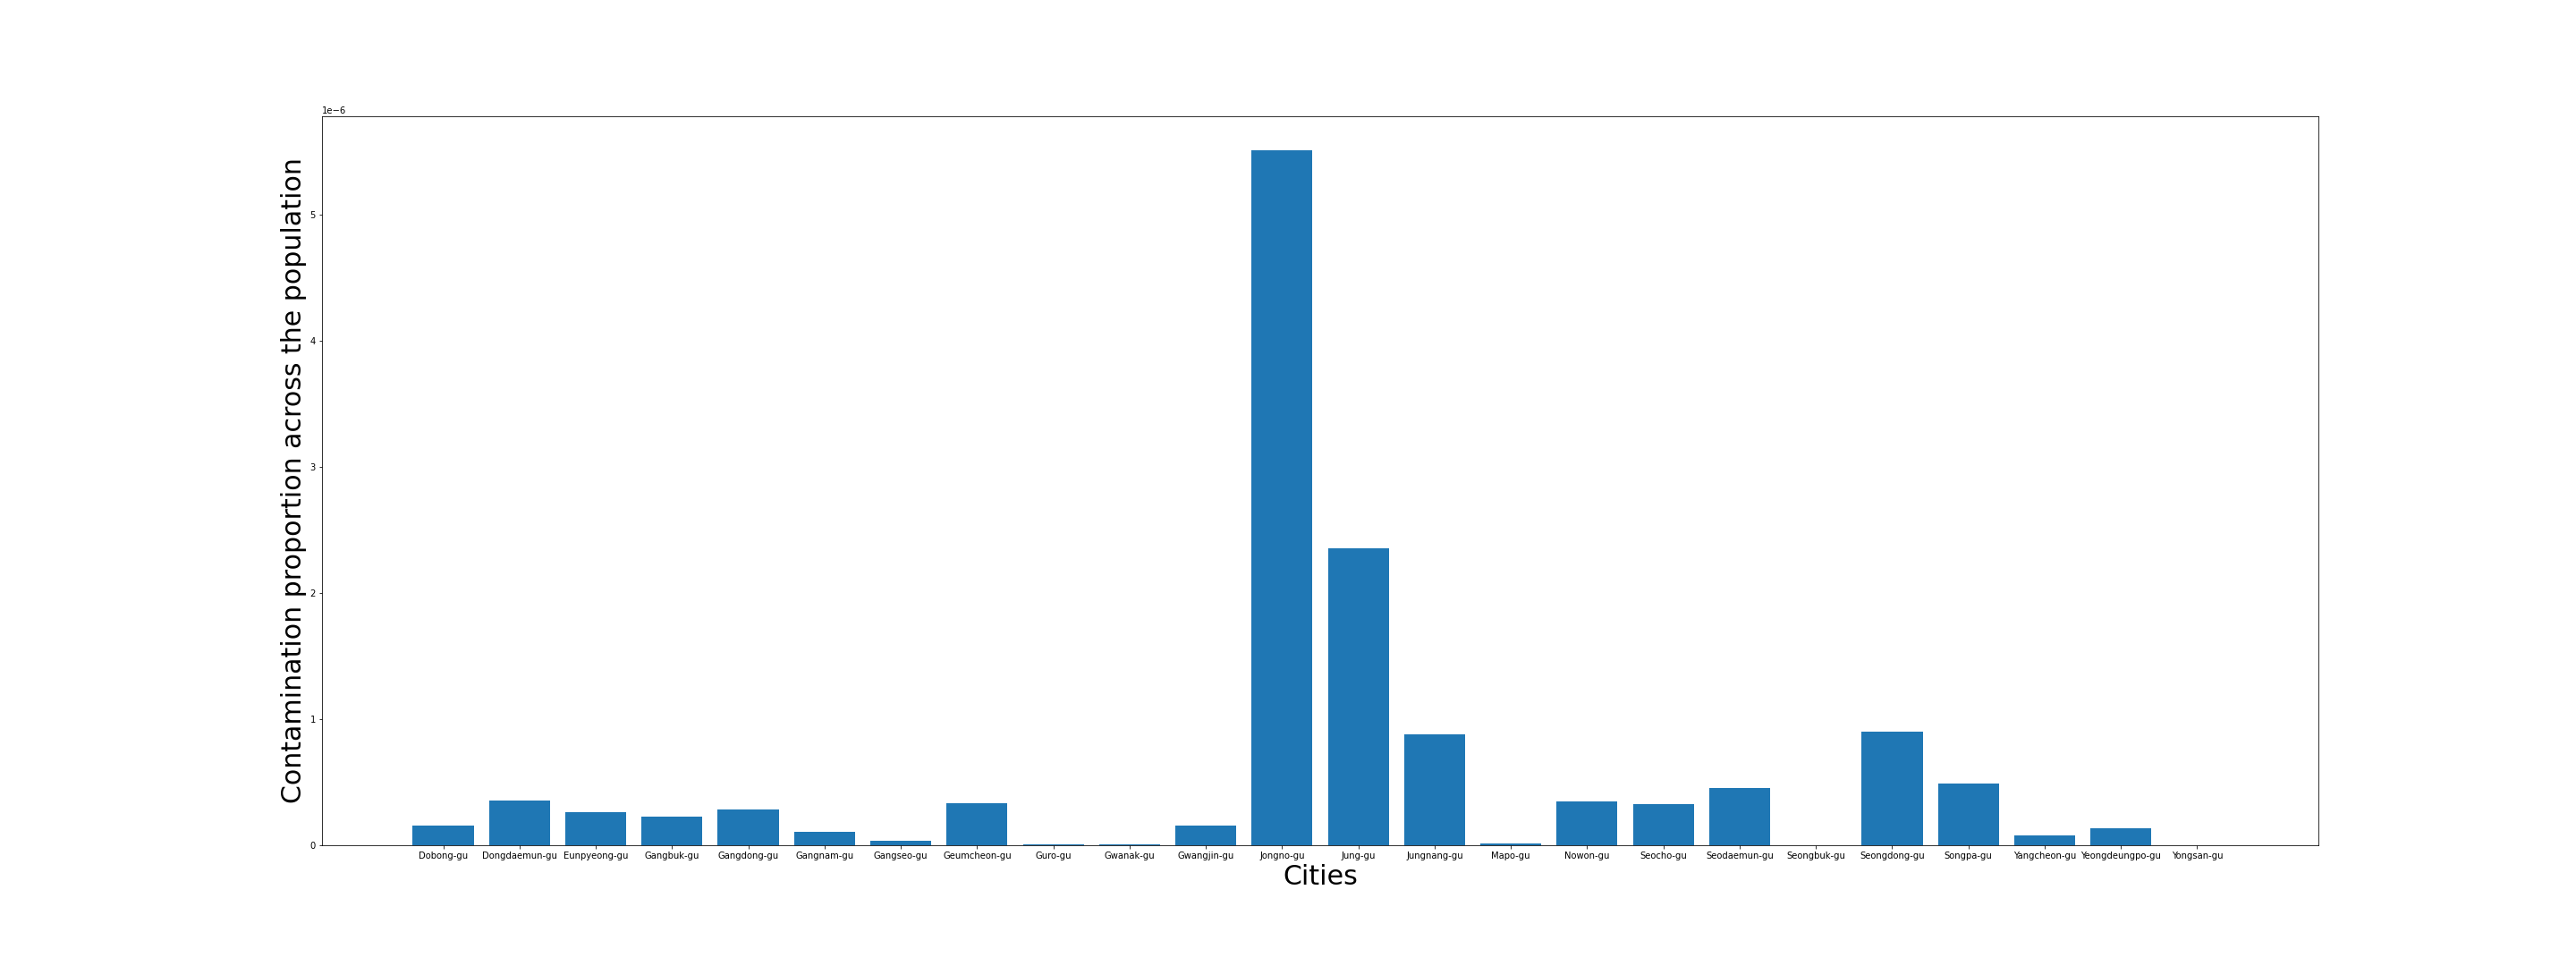 1e−6
Contamination proportion across the population
5
4
3
2
1
0
Dobong-gu Dongdaemun-gu Eunpyeong-gu Gangbuk-gu Gangdong-gu Gangnam-gu Gangseo-gu Geumcheon-gu Guro-gu Gwanak-gu Gwangjin-gu Jongno-gu Jung-gu Jungnang-gu Mapo-gu Nowon-gu Seocho-gu Seodaemun-gu Seongbuk-gu Seongdong-gu Songpa-gu Yangcheon-gu Yeongdeungpo-gu Yongsan-gu
Cities